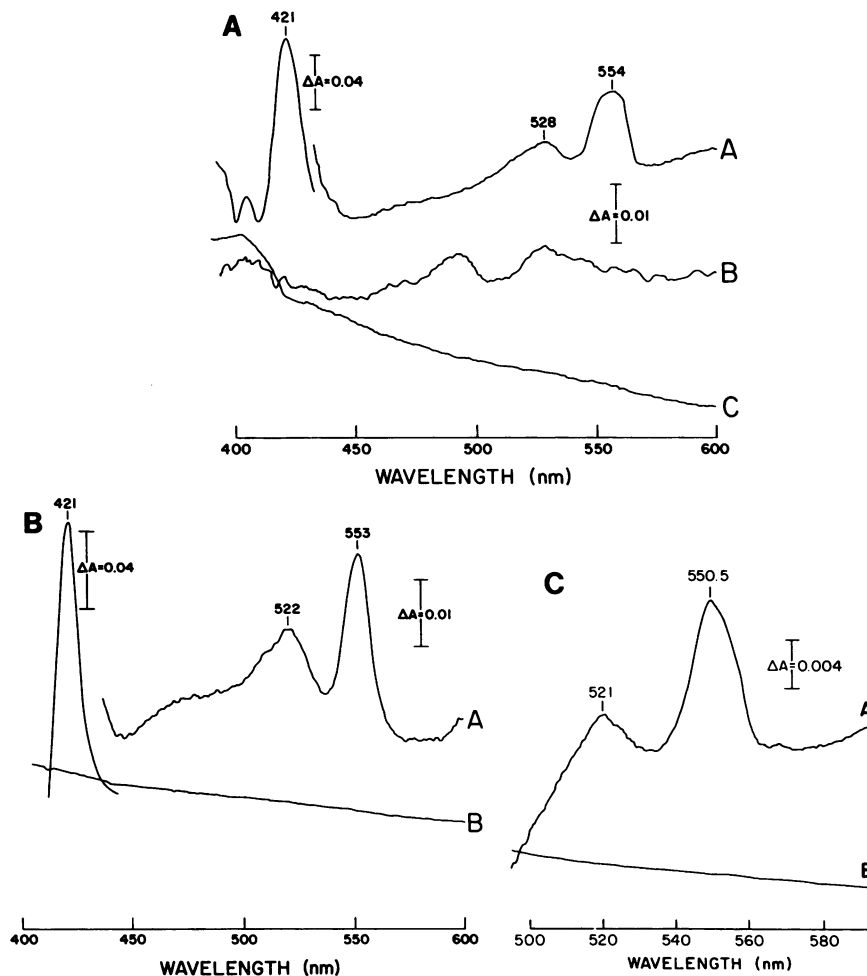 A
421
ΔA=0.04
554
528
A
ΔA=0.01
B
C
400 450 500 550 600
WAVELENGTH (nm)
B
421
ΔA=0.04
553
522
ΔA=0.01
A
B
400 450 500 553 600
WAVELENGTH (nm)
C
550.5
521
ΔA=0.004
500 520 540 560 580
WAVELENGTH (nm)